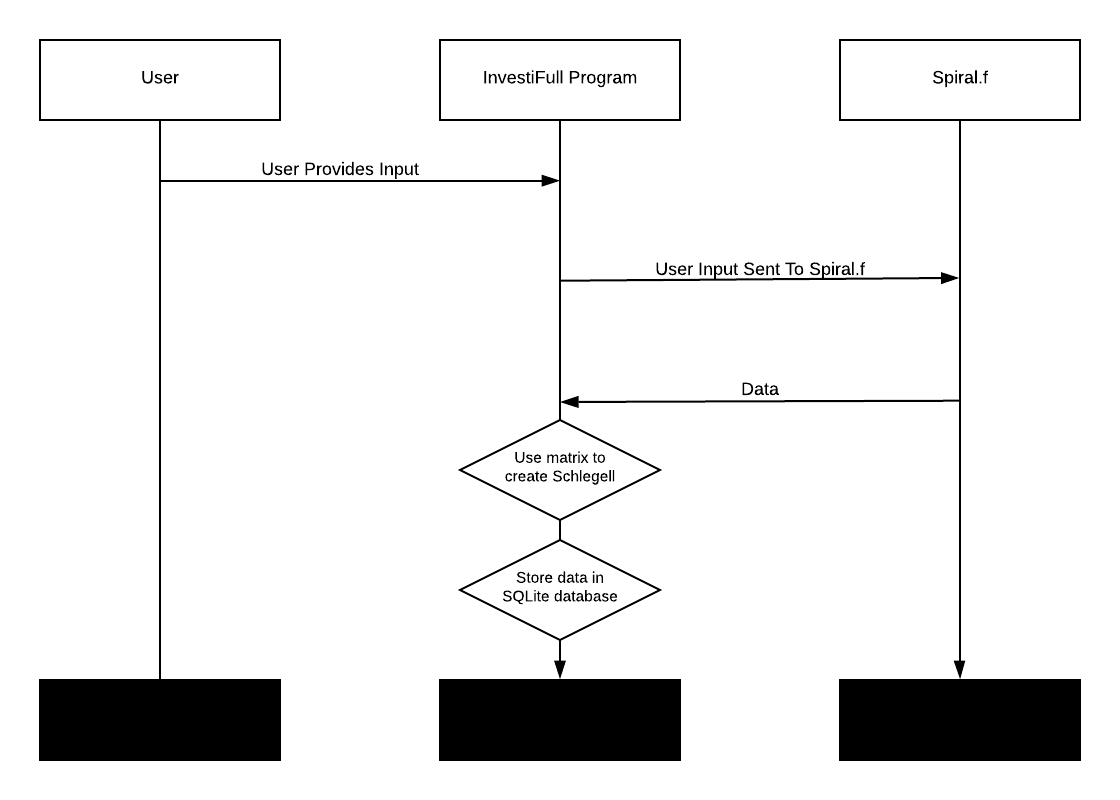 User
InvestiFull Program
Spiral.f
User Provides Input
User Input Sent To Spiral.f
Data
Use matrix to
create Schlegell
Store data in
SQLite database